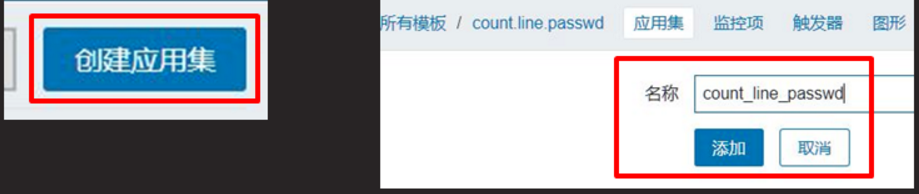 创建应用集
所有模板 / count.line.passwd 应用集 监控项 触发器 图形
名称 count_line_passwd
添加 取消